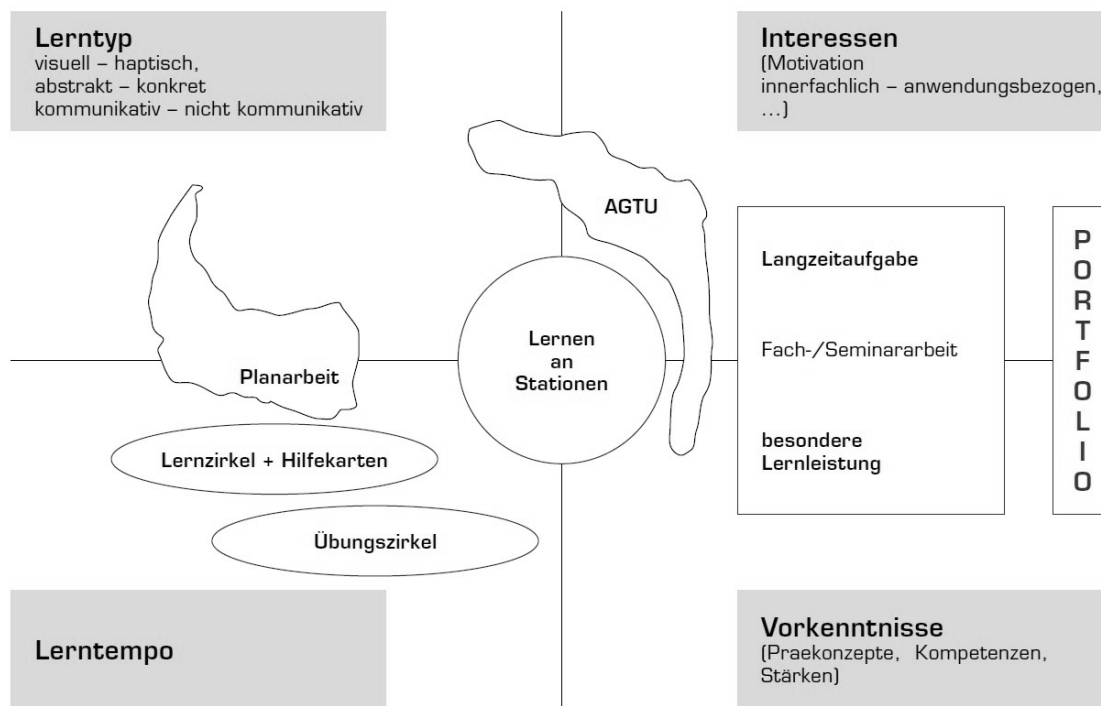 Lerntyp
visuell – haptisch,
abstrakt – konkret
kommunikativ – nicht kommunikativ
Interessen
(Motivation
innerfachlich – anwendungsbezogen,
...)
AGTU
Planarbeit
Lernen
an
Stationen
Langzeitaufgabe
Fach-/Seminararbeit
besondere
Lernleistung
PORTFOLIO
Lernzirkel + Hilfekarten
Übungszirkel
Lerntempo
Vorkenntnisse
(Praekonzepte, Kompetenzen,
Stärken)